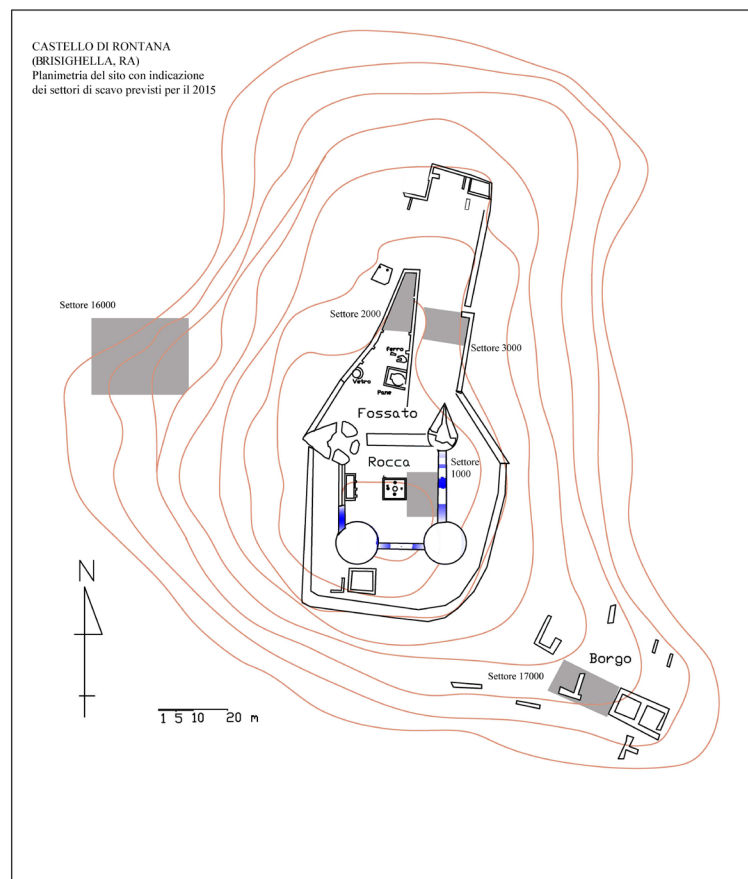 CASTELLO DI RONTANA
(BRISIGHELLA, RA)
Planimetria del sito con indicazione
dei settori di scavo previsti per il 2015
Settore 16000
Settore 2000
Settore 3000
Ferro
Vetro
Pane
Fossato
Rocca
Settore
1000
N
Borgo
Settore 17000
1 5 10 20 m